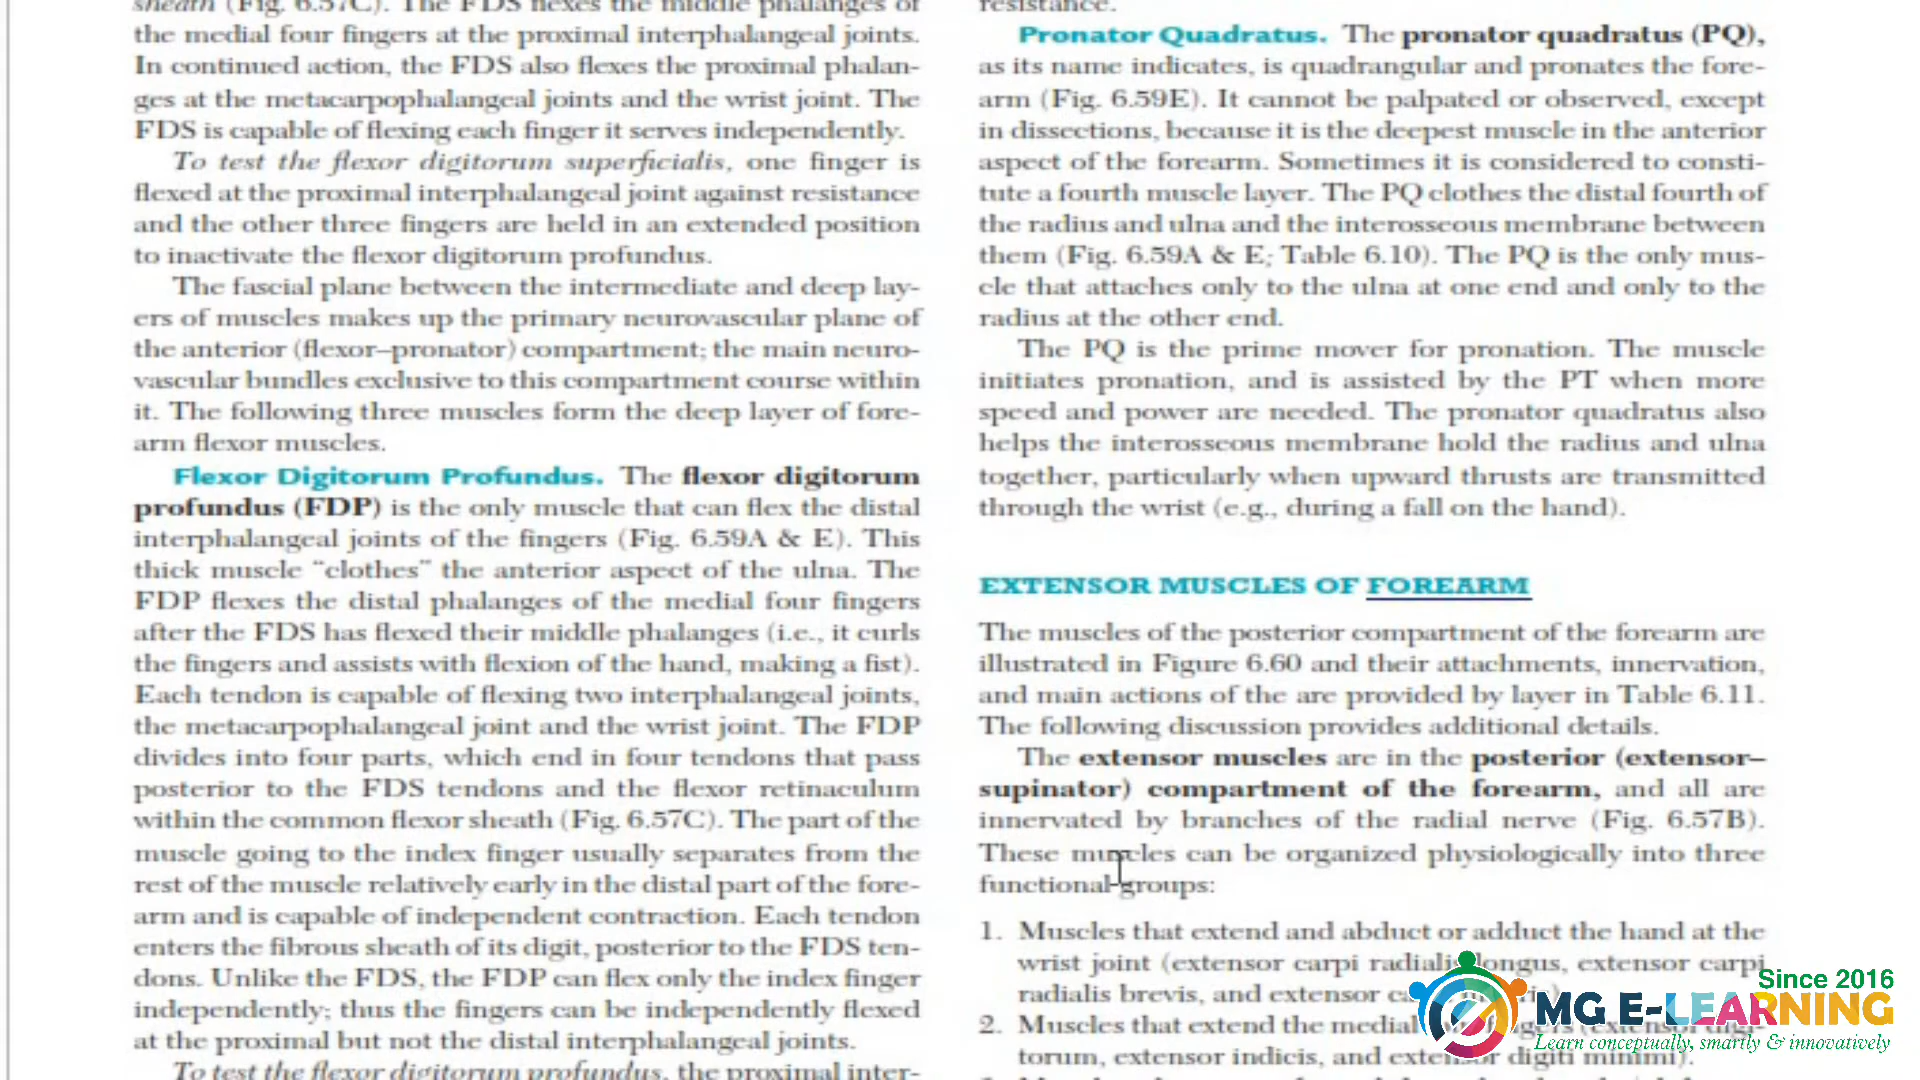 sheath (Fig. 6.57C). The FDS flexes the middle phalanges of
the medial four fingers at the proximal interphalangeal joints.
In continued action, the FDS also flexes the proximal phalan-
ges at the metacarpophalangeal joints and the wrist joint. The
FDS is capable of flexing each finger it serves independently.
To test the flexor digitorum superficialis, one finger is
flexed at the proximal interphalangeal joint against resistance
and the other three fingers are held in an extended position
to inactivate the flexor digitorum profundus.
The fascial plane between the intermediate and deep lay-
ers of muscles makes up the primary neurovascular plane of
the anterior (flexor–pronator) compartment; the main neuro-
vascular bundles exclusive to this compartment course within
it. The following three muscles form the deep layer of fore-
arm flexor muscles.
Flexor Digitorum Profundus. The flexor digitorum
profundus (FDP) is the only muscle that can flex the distal
interphalangeal joints of the fingers (Fig. 6.59A & E). This
thick muscle “clothes” the anterior aspect of the ulna. The
FDP flexes the distal phalanges of the medial four fingers
after the FDS has flexed their middle phalanges (i.e., it curls
the fingers and assists with flexion of the hand, making a fist).
Each tendon is capable of flexing two interphalangeal joints,
the metacarpophalangeal joint and the wrist joint. The FDP
divides into four parts, which end in four tendons that pass
posterior to the FDS tendons and the flexor retinaculum
within the common flexor sheath (Fig. 6.57C). The part of the
muscle going to the index finger usually separates from the
rest of the muscle relatively early in the distal part of the fore-
arm and is capable of independent contraction. Each tendon
enters the fibrous sheath of its digit, posterior to the FDS ten-
dons. Unlike the FDS, the FDP can flex only the index finger
independently; thus the fingers can be independently flexed
at the proximal but not the distal interphalangeal joints.
To test the flexor digitorum profundus, the proximal inter-
resistance.
Pronator Quadratus. The pronator quadratus (PQ),
as its name indicates, is quadrangular and pronates the fore-
arm (Fig. 6.59E). It cannot be palpated or observed, except
in dissections, because it is the deepest muscle in the anterior
aspect of the forearm. Sometimes it is considered to consti-
tute a fourth muscle layer. The PQ clothes the distal fourth of
the radius and ulna and the interosseous membrane between
them (Fig. 6.59A & E; Table 6.10). The PQ is the only mus-
cle that attaches only to the ulna at one end and only to the
radius at the other end.
The PQ is the prime mover for pronation. The muscle
initiates pronation, and is assisted by the PT when more
speed and power are needed. The pronator quadratus also
helps the interosseous membrane hold the radius and ulna
together, particularly when upward thrusts are transmitted
through the wrist (e.g., during a fall on the hand).
EXTENSOR MUSCLES OF FOREARM
The muscles of the posterior compartment of the forearm are
illustrated in Figure 6.60 and their attachments, innervation,
and main actions of the are provided by layer in Table 6.11.
The following discussion provides additional details.
The extensor muscles are in the posterior (extensor–
supinator) compartment of the forearm, and all are
innervated by branches of the radial nerve (Fig. 6.57B).
These muscles can be organized physiologically into three
functional groups:
1. Muscles that extend and abduct or adduct the hand at the
wrist joint (extensor carpi radialis longus, extensor carpi
radialis brevis, and extensor
2. Muscles that extend the medial
torum, extensor indicis, and extensor digiti minimi).
Since 2016
MG E-LEARNING
Learn conceptually, smartly & innovatively